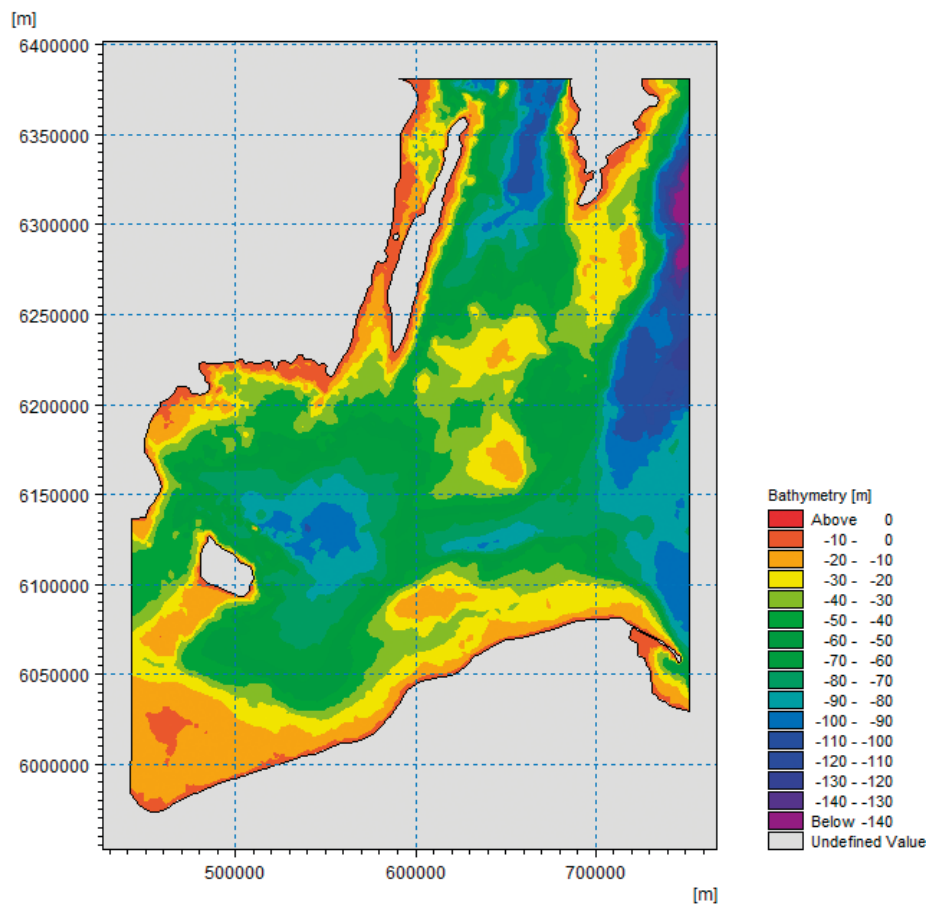 [m]
6400000
6350000
6300000
6250000
6200000
6150000
6100000
6050000
6000000
500000 600000 700000
[m]
Bathymetry [m]
Above 0
-10 - 0
-20 - -10
-30 - -20
-40 - -30
-50 - -40
-60 - -50
-70 - -60
-80 - -70
-90 - -80
-100 - -90
-110 - -100
-120 - -110
-130 - -120
-140 - -130
Below -140
Undefined Value